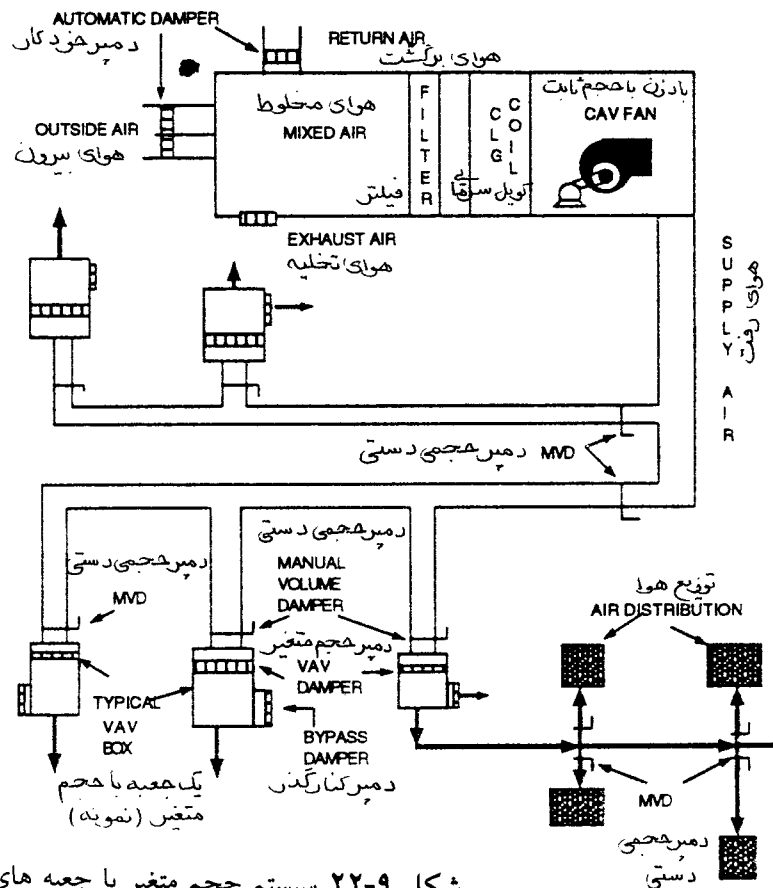 AUTOMATIC DAMPER
دمپر خودکار
RETURN AIR
هوای برگشت
OUTSIDE AIR
هوای بیرون
هوای مخلوط
MIXED AIR
FILTER
فیلتر
CLG
COIL
کویل سرمایی
بادزن با حجم ثابت
CAV FAN
EXHAUST AIR
هوای تخلیه
SUPPLY AIR
هوای رفت
دمپر حجمی دستی
MVD
دمپر حجمی دستی
MVD
دمپر حجمی دستی
MANUAL
VOLUME
DAMPER
دمپر حجم متغیر
VAV
DAMPER
TYPICAL
VAV
BOX
یک جعبه با حجم
متغیر (نمونه)
BYPASS
DAMPER
دمپر کنار گذر
توزیع هوا
AIR DISTRIBUTION
MVD
دمپر حجمی
دستی
شکل ۹-۲۲ سیستم حجم متغیر با جعبه های